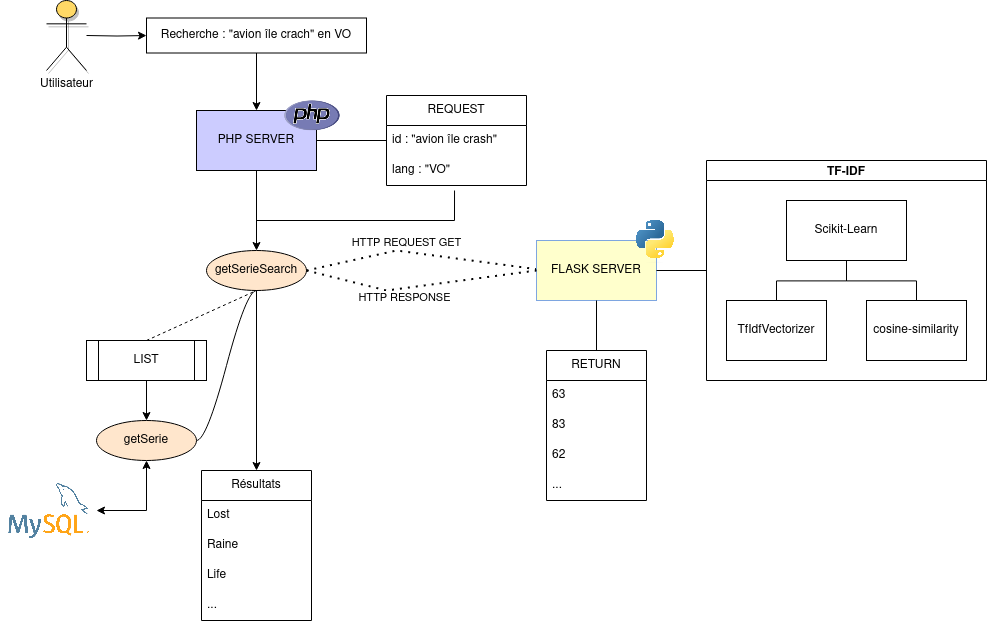 Utilisateur
Recherche : "avion île crach" en VO
php
PHP SERVER
REQUEST
id : "avion île crash"
lang : "VO"
getSerieSearch
HTTP REQUEST GET
HTTP RESPONSE
FLASK SERVER
TF-IDF
Scikit-Learn
TfIdfVectorizer
cosine-similarity
RETURN
63
83
62
...
LIST
getSerie
MySQL
Résultats
Lost
Raine
Life
...